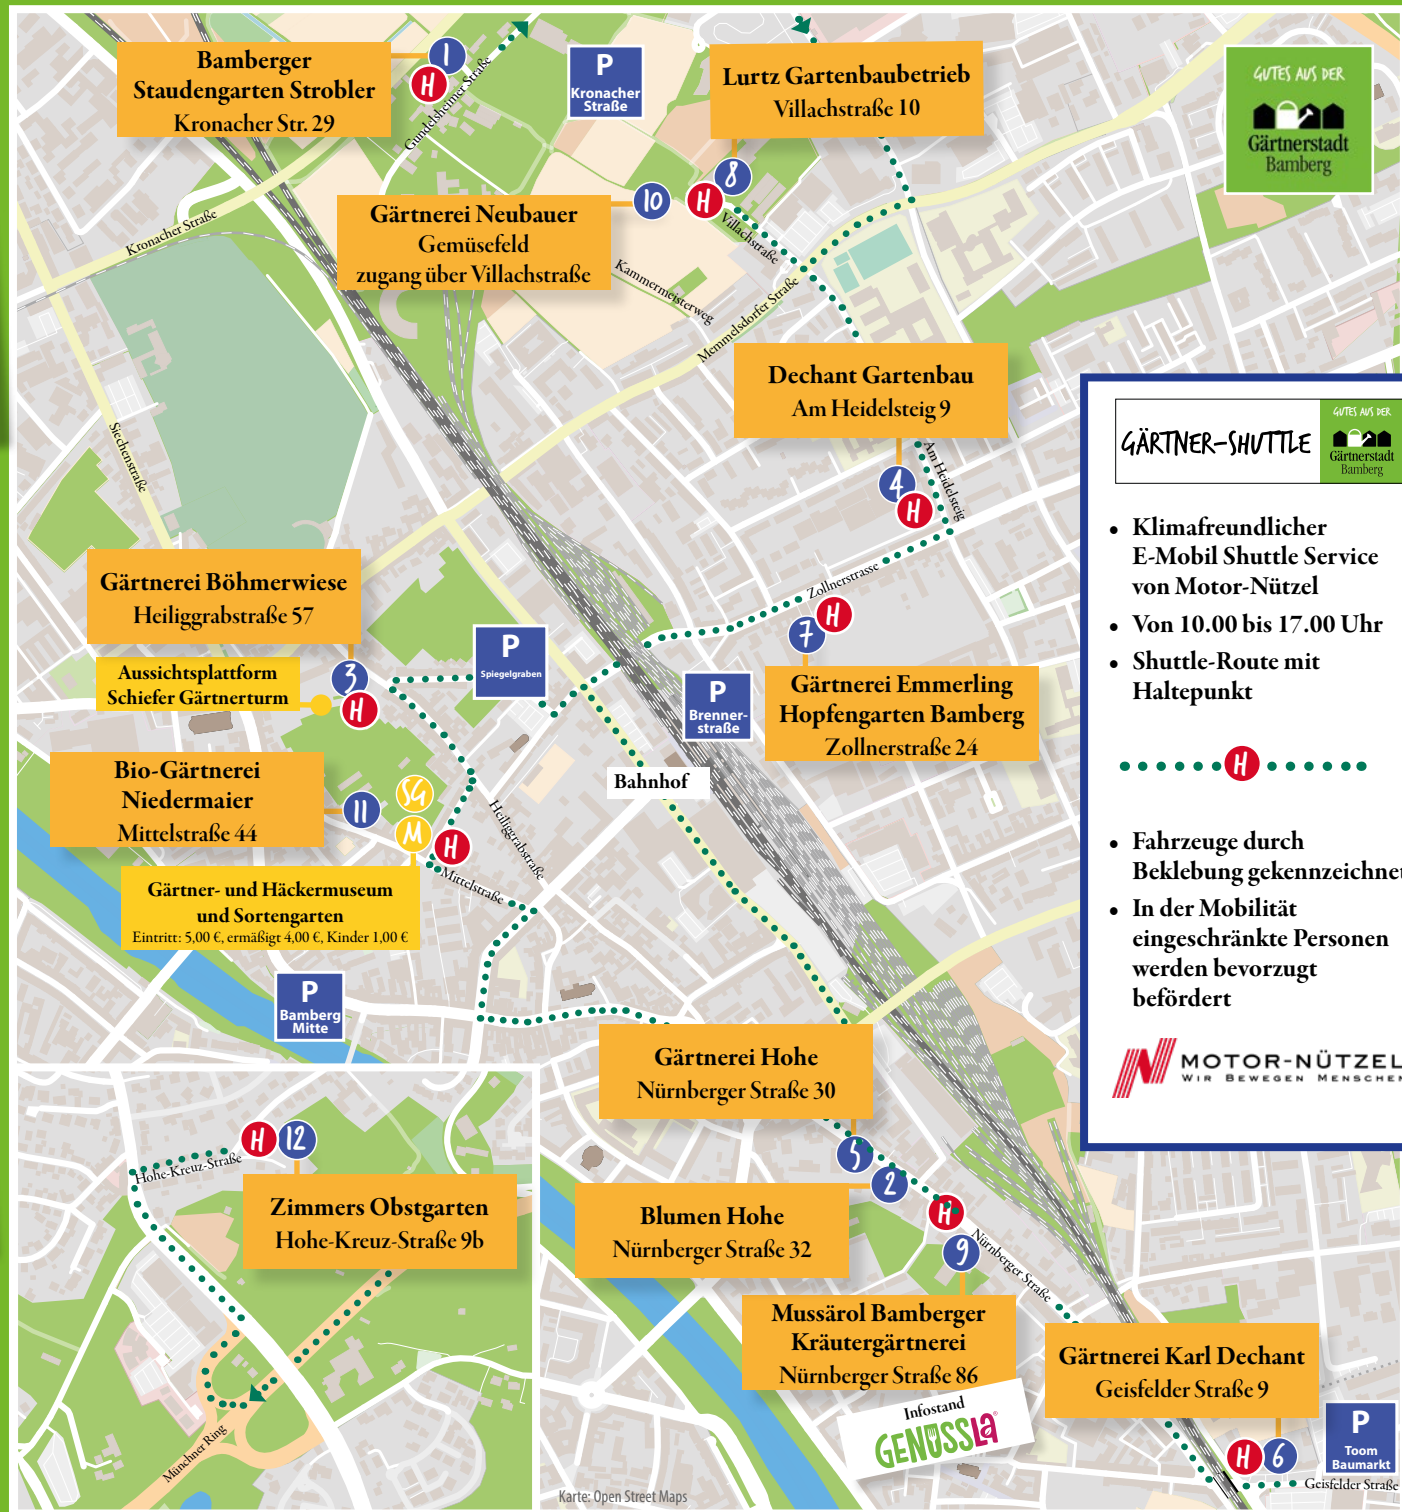 Bamberger
Staudengarten Strobler
Kronacher Str. 29
1
H
Gundelsheimer Straße
P
Kronacher
Straße
Lurtz Gartenbaubetrieb
Villachstraße 10
GUTES AUS DER
Gärtnerstadt
Bamberg
8
H
10
Villachstraße
Gärtnerei Neubauer
Gemüsefeld
zugang über Villachstraße
Kronacher Straße
Kammermeisterweg
Memmelsdorfer Straße
Siechenstraße
Dechant Gartenbau
Am Heidelsteig 9
4
H
Am Heidelsteig
GÄRTNER-SHUTTLE
GUTES AUS DER
Gärtnerstadt
Bamberg
• Klimafreundlicher
E-Mobil Shuttle Service
von Motor-Nützel
• Von 10.00 bis 17.00 Uhr
• Shuttle-Route mit
Haltepunkt
H
• Fahrzeuge durch
Beklebung gekennzeichnet
• In der Mobilität
eingeschränkte Personen
werden bevorzugt
befördert
MOTOR-NÜTZEL
WIR BEWEGEN MENSCHEN
Gärtnerei Böhmerwiese
Heiliggrabstraße 57
Zollnerstrasse
H
7
P
Spiegelgraben
Aussichtsplattform
Schiefer Gärtnerturm
3
H
P
Brenner-
straße
Gärtnerei Emmerling
Hopfengarten Bamberg
Zollnerstraße 24
Bio-Gärtnerei
Niedermaier
Mittelstraße 44
11
SG
M
H
Bahnhof
Heiliggrabstraße
Mittelstraße
Gärtner- und Häckermuseum
und Sortengarten
Eintritt: 5,00 €, ermäßigt 4,00 €, Kinder 1,00 €
P
Bamberg
Mitte
Gärtnerei Hohe
Nürnberger Straße 30
5
2
H
9
Nürnberger Straße
Blumen Hohe
Nürnberger Straße 32
Mussärol Bamberger
Kräutergärtnerei
Nürnberger Straße 86
Infostand
GENUSSLA
Gärtnerei Karl Dechant
Geisfelder Straße 9
H
6
P
Toom
Baumarkt
Geisfelder Straße
H
12
Hohe-Kreuz-Straße
Zimmers Obstgarten
Hohe-Kreuz-Straße 9b
Münchner Ring
Karte: Open Street Maps